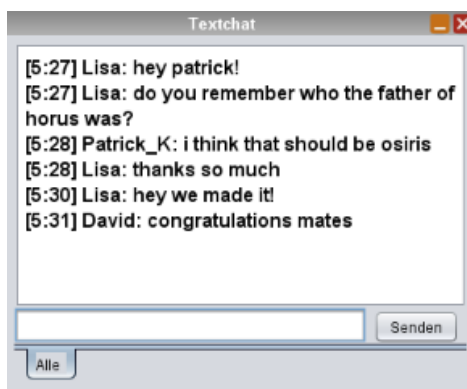 Textchat
[5:27] Lisa: hey patrick!
[5:27] Lisa: do you remember who the father of
horus was?
[5:28] Patrick_K: i think that should be osiris
[5:28] Lisa: thanks so much
[5:30] Lisa: hey we made it!
[5:31] David: congratulations mates
Senden
Alle